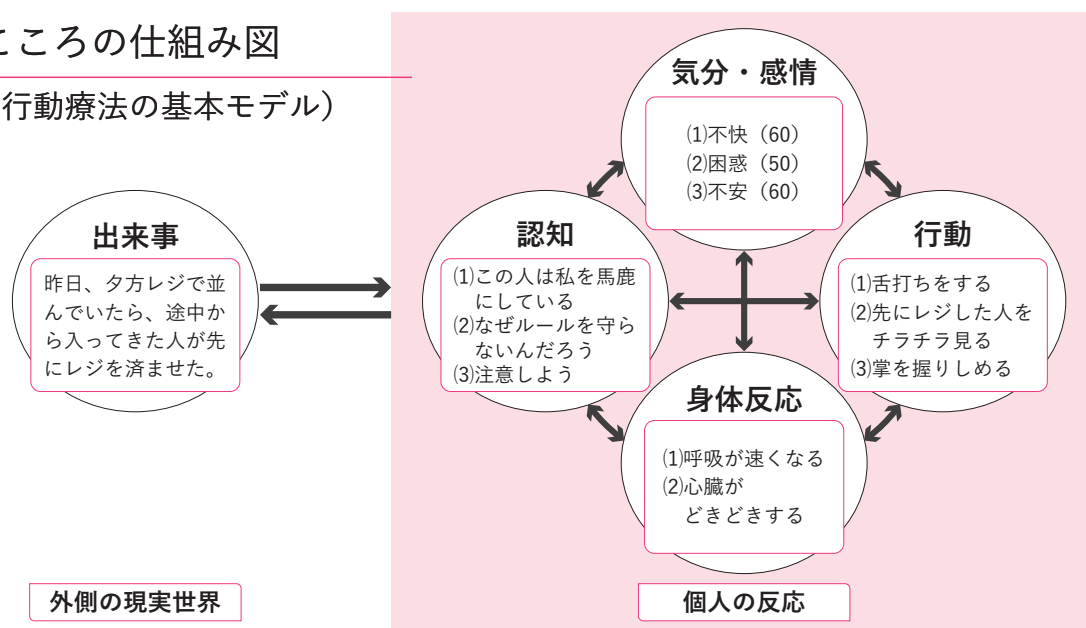 こころの仕組み図
行動療法の基本モデル）
出来事
昨日、夕方レジで並
んでいたら、途中か
ら入ってきた人が先
にレジを済ませた。
外側の現実世界
気分・感情
⑴不快（60）
⑵困惑（50）
⑶不安（60）
認知
⑴この人は私を馬鹿
にしている
⑵なぜルールを守ら
ないんだろう
⑶注意しよう
行動
⑴舌打ちをする
⑵先にレジした人を
チラチラ見る
⑶掌を握りしめる
身体反応
⑴呼吸が速くなる
⑵心臓が
どきどきする
個人の反応